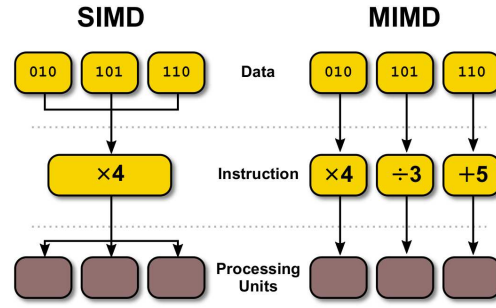 SIMD MIMD
010 101 110 Data 010 101 110
×4 Instruction ×4 ÷3 +5
Processing
Units